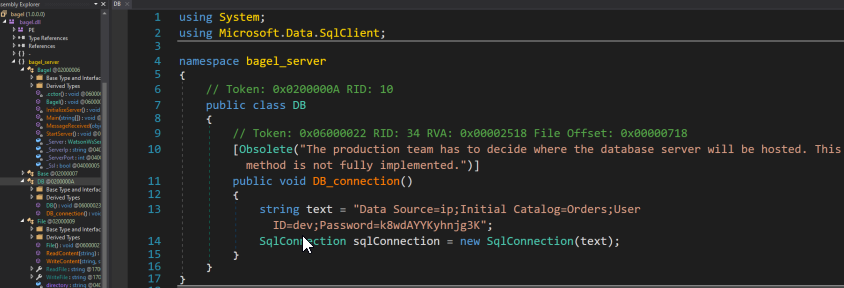 sembly Explorer
DB
bagel (1.0.0.0)
bagel.dll
PE
Type References
References
{ } -
{ } bagel_server
Bagel @02000006
Base Type and Interfac
Derived Types
.cctor() : void @06000
Bagel() : void
InitializeServer() : void
Main(string[]) : void
MessageReceived(obj
StartServer() : void @0
_Server : WatsonWsSe
_ServerIp : string @040
_ServerPort : int @040
_Ssl : bool @04000005
Base @02000007
DB @0200000A
Base Type and Interfac
Derived Types
DB() : void @06000023
DB_connection() : voi
File @02000009
Base Type and Interfac
Derived Types
File() : void @0600002
ReadContent(string) :
WriteContent(string) :
ReadFile : string @170
WriteFile : string @170
directory : string @040
1 using System;
2 using Microsoft.Data.SqlClient;
3
4 namespace bagel_server
5 {
6 // Token: 0x0200000A RID: 10
7 public class DB
8 {
9 // Token: 0x06000022 RID: 34 RVA: 0x00002518 File Offset: 0x00000718
10 [Obsolete("The production team has to decide where the database server will be hosted. This
method is not fully implemented.")]
11 public void DB_connection()
12 {
13 string text = "Data Source=ip;Initial Catalog=Orders;User
ID=dev;Password=k8wdAYYKyhnjg3K";
14 SqlConnection sqlConnection = new SqlConnection(text);
15 }
16 }
17 }